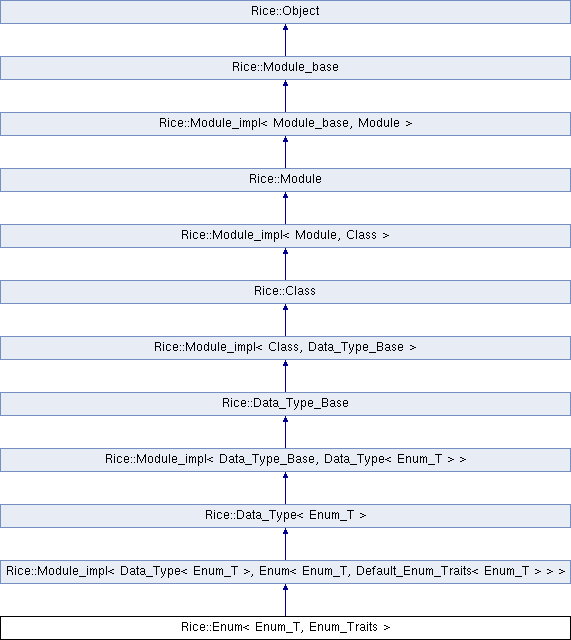 Rice::Object
Rice::Module_base
Rice::Module_impl< Module_base, Module >
Rice::Module
Rice::Module_impl< Module, Class >
Rice::Class
Rice::Module_impl< Class, Data_Type_Base >
Rice::Data_Type_Base
Rice::Module_impl< Data_Type_Base, Data_Type< Enum_T > >
Rice::Data_Type< Enum_T >
Rice::Module_impl< Data_Type< Enum_T >, Enum< Enum_T, Default_Enum_Traits< Enum_T > > >
Rice::Enum< Enum_T, Enum_Traits >